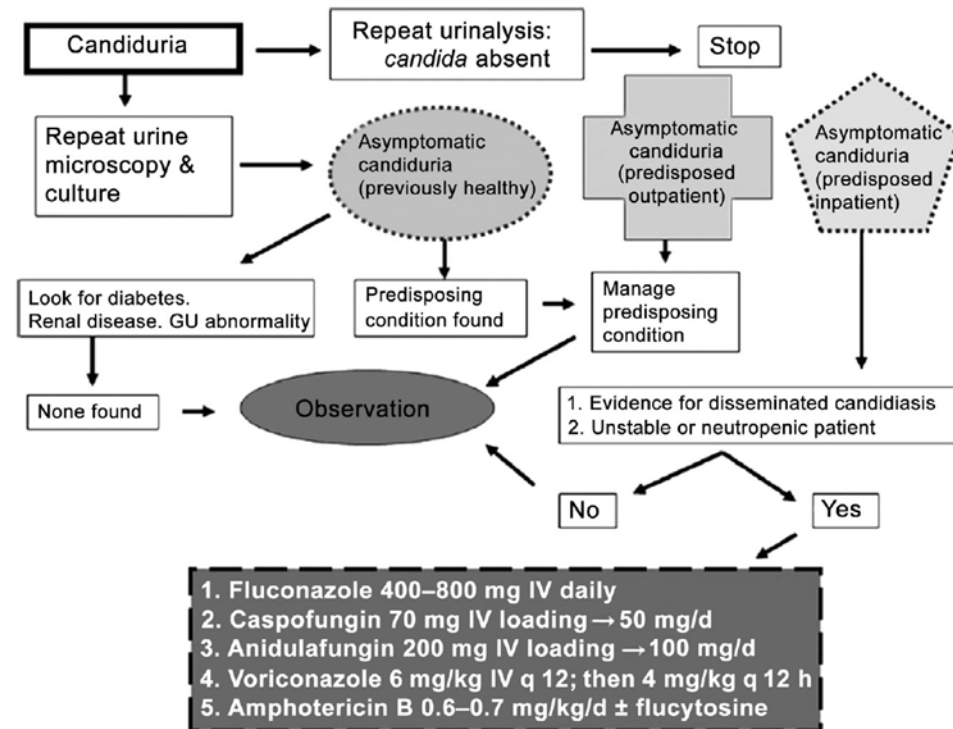 Candiduria
Repeat urinalysis:
candida absent
Stop
Repeat urine
microscopy &
culture
Asymptomatic
candiduria
(previously healthy)
Asymptomatic
candiduria
(predisposed
outpatient)
Asymptomatic
candiduria
(predisposed
inpatient)
Look for diabetes.
Renal disease. GU abnormality
Predisposing
condition found
Manage
predisposing
condition
None found
Observation
1. Evidence for disseminated candidiasis
2. Unstable or neutropenic patient
No
Yes
1. Fluconazole 400–800 mg IV daily
2. Caspofungin 70 mg IV loading → 50 mg/d
3. Anidulafungin 200 mg IV loading → 100 mg/d
4. Voriconazole 6 mg/kg IV q 12; then 4 mg/kg q 12 h
5. Amphotericin B 0.6–0.7 mg/kg/d ± flucytosine